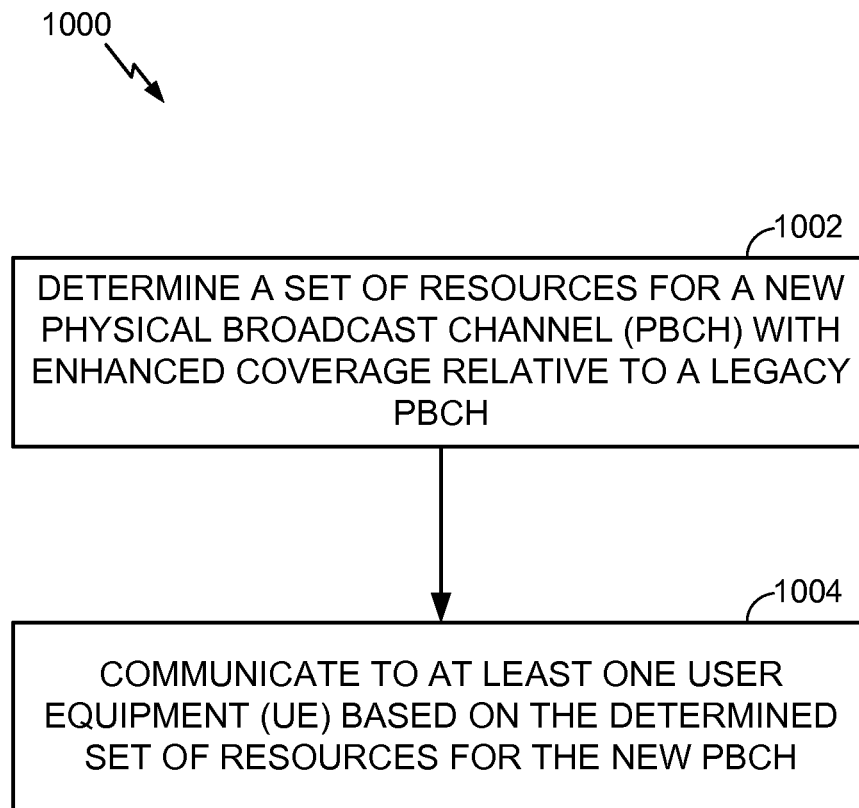 1000
1002
DETERMINE A SET OF RESOURCES FOR A NEW
PHYSICAL BROADCAST CHANNEL (PBCH) WITH
ENHANCED COVERAGE RELATIVE TO A LEGACY
PBCH
1004
COMMUNICATE TO AT LEAST ONE USER
EQUIPMENT (UE) BASED ON THE DETERMINED
SET OF RESOURCES FOR THE NEW PBCH